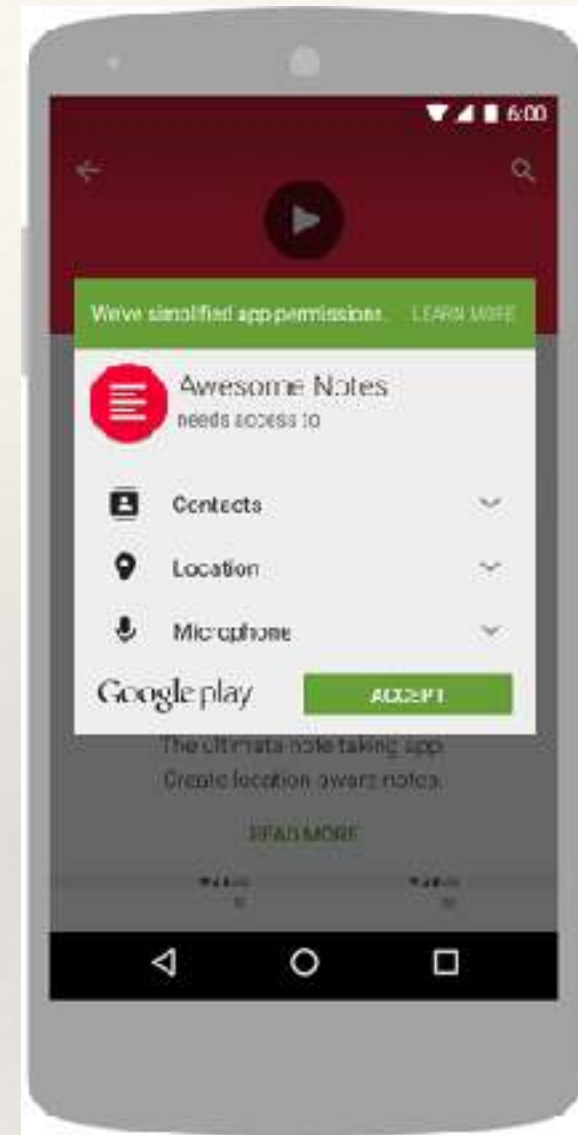 6:00
We've simplified app permissions. LEARN MORE
Awesome Notes
needs access to
Contacts
Location
Microphone
Google play ACCEPT
The ultimate note taking app
Create location aware notes.
READ MORE